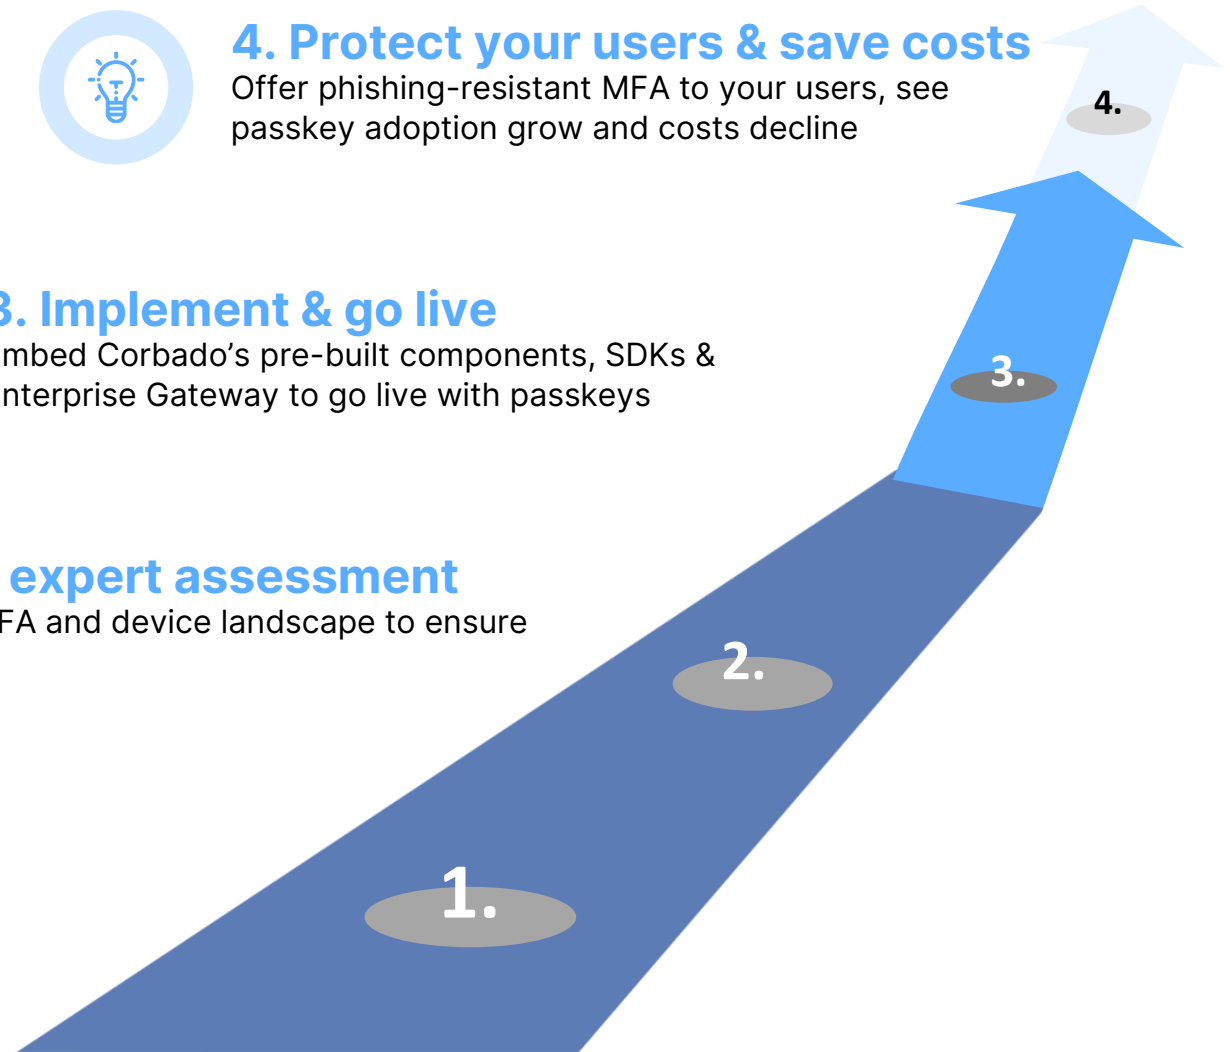 4. Protect your users & save costs
Offer phishing-resistant MFA to your users, see
passkey adoption grow and costs decline
4.
3. Implement & go live
mbed Corbado’s pre-built components, SDKs &
nterprise Gateway to go live with passkeys
3.
expert assessment
FA and device landscape to ensure
2.
1.